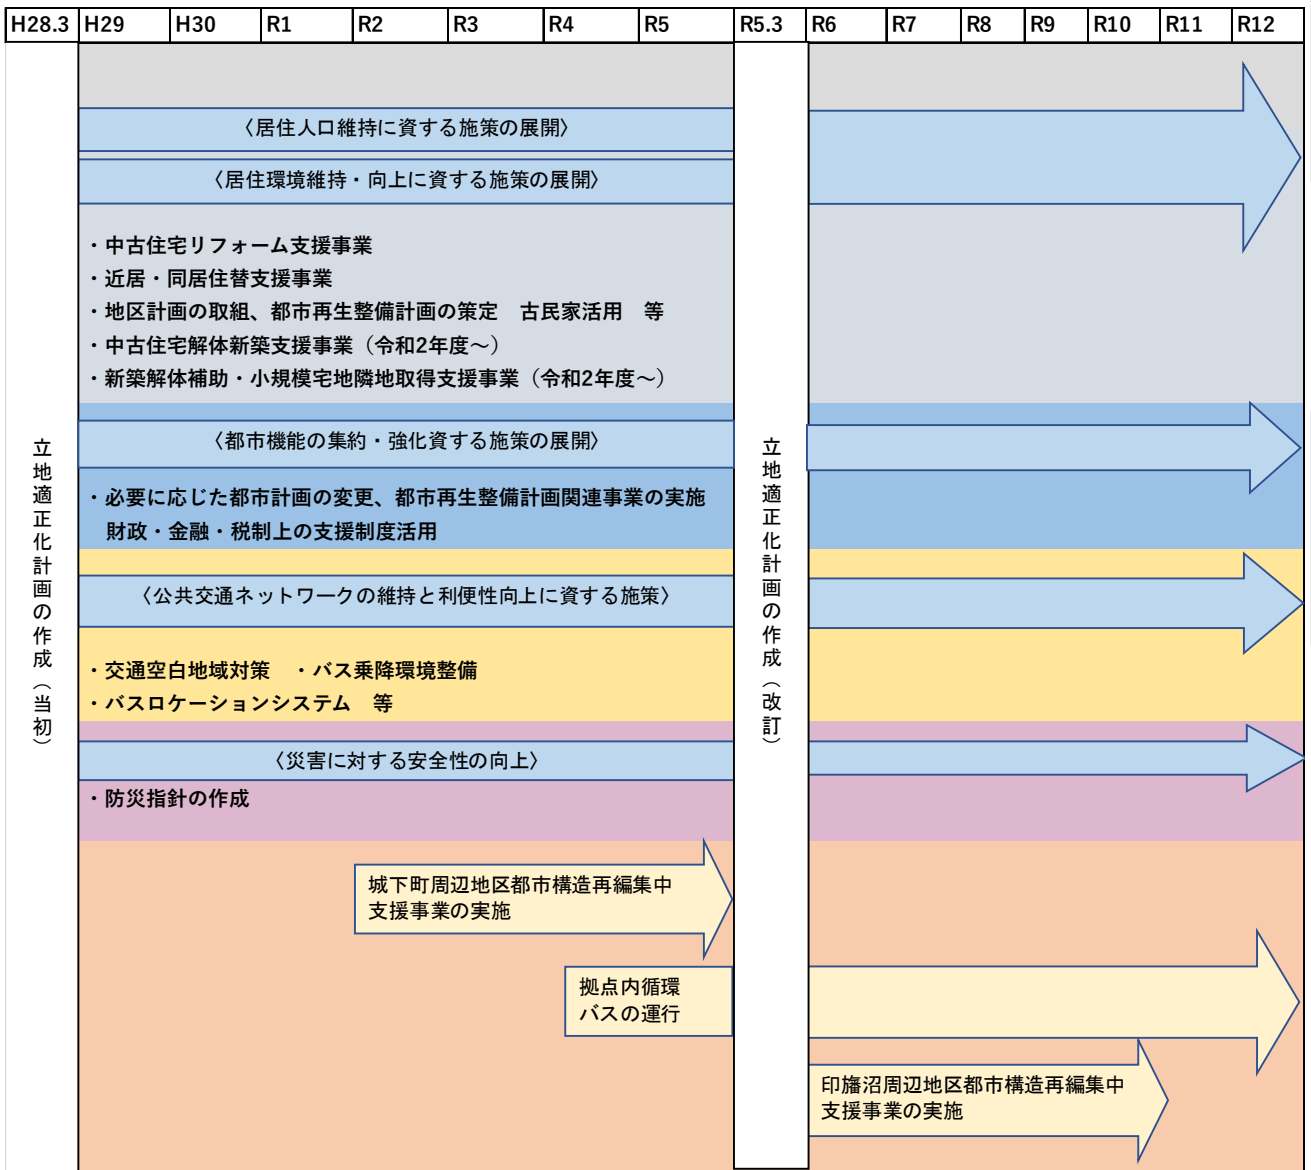 H28.3 H29 H30 R1 R2 R3 R4 R5 R5.3 R6 R7 R8 R9 R10 R11 R12
立地適正化計画の作成（当初）
〈居住人口維持に資する施策の展開〉
〈居住環境維持・向上に資する施策の展開〉
・中古住宅リフォーム支援事業
・近居・同居住替支援事業
・地区計画の取組、都市再生整備計画の策定　古民家活用　等
・中古住宅解体新築支援事業（令和2年度～）
・新築解体補助・小規模宅地隣地取得支援事業（令和2年度～）
〈都市機能の集約・強化資する施策の展開〉
・必要に応じた都市計画の変更、都市再生整備計画関連事業の実施
財政・金融・税制上の支援制度活用
〈公共交通ネットワークの維持と利便性向上に資する施策〉
・交通空白地域対策　・バス乗降環境整備
・バスロケーションシステム　等
〈災害に対する安全性の向上〉
・防災指針の作成
城下町周辺地区都市構造再編集中
支援事業の実施
拠点内循環
バスの運行
立地適正化計画の作成（改訂）
印旛沼周辺地区都市構造再編集中
支援事業の実施